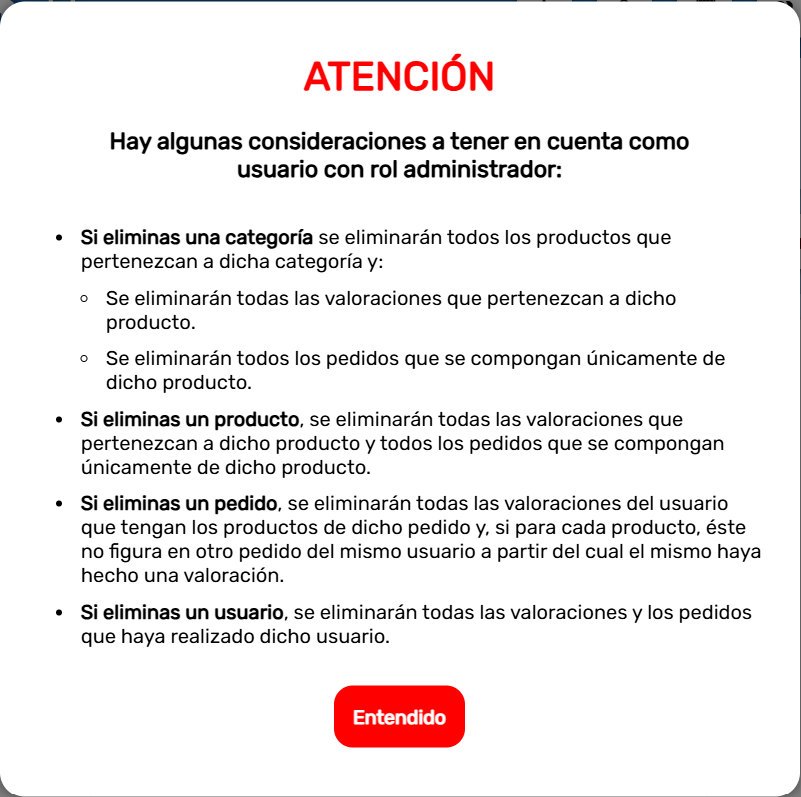 ATENCIÓN
Hay algunas consideraciones a tener en cuenta como
usuario con rol administrador:
Si eliminas una categoría se eliminarán todos los productos que
pertenezcan a dicha categoría y:
Se eliminarán todas las valoraciones que pertenezcan a dicho
producto.
Se eliminarán todos los pedidos que se compongan únicamente de
dicho producto.
Si eliminas un producto, se eliminarán todas las valoraciones que
pertenezcan a dicho producto y todos los pedidos que se compongan
únicamente de dicho producto.
Si eliminas un pedido, se eliminarán todas las valoraciones del usuario
que tengan los productos de dicho pedido y, si para cada producto, éste
no figura en otro pedido del mismo usuario a partir del cual el mismo haya
hecho una valoración.
Si eliminas un usuario, se eliminarán todas las valoraciones y los pedidos
que haya realizado dicho usuario.
Entendido